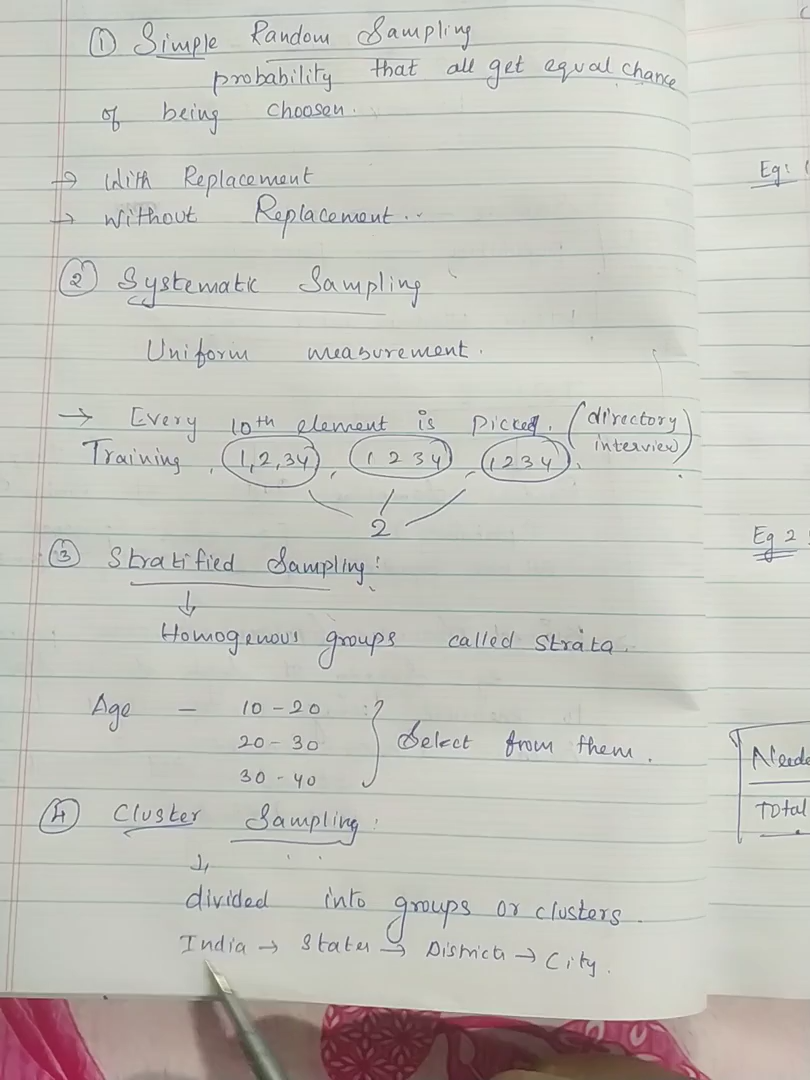 ① Simple Random Sampling
probability that all get equal chance
of being choosen.
→ With Replacement
→ Without Replacement..
② Systematic Sampling
Uniform measurement.
→ Every 10th element is Picked. (directory
interview)
Training, 1,2,34, 1 2 3 4, 1 2 3 4,
2
③ Stratified Sampling:
↓
Homogenous groups called Strata.
Age - 10-20
20-30
30-40
Select from them.
④ Cluster Sampling:
↓
divided into groups or clusters.
India → States → Districts → City.
Eg:
Eg 2
Total